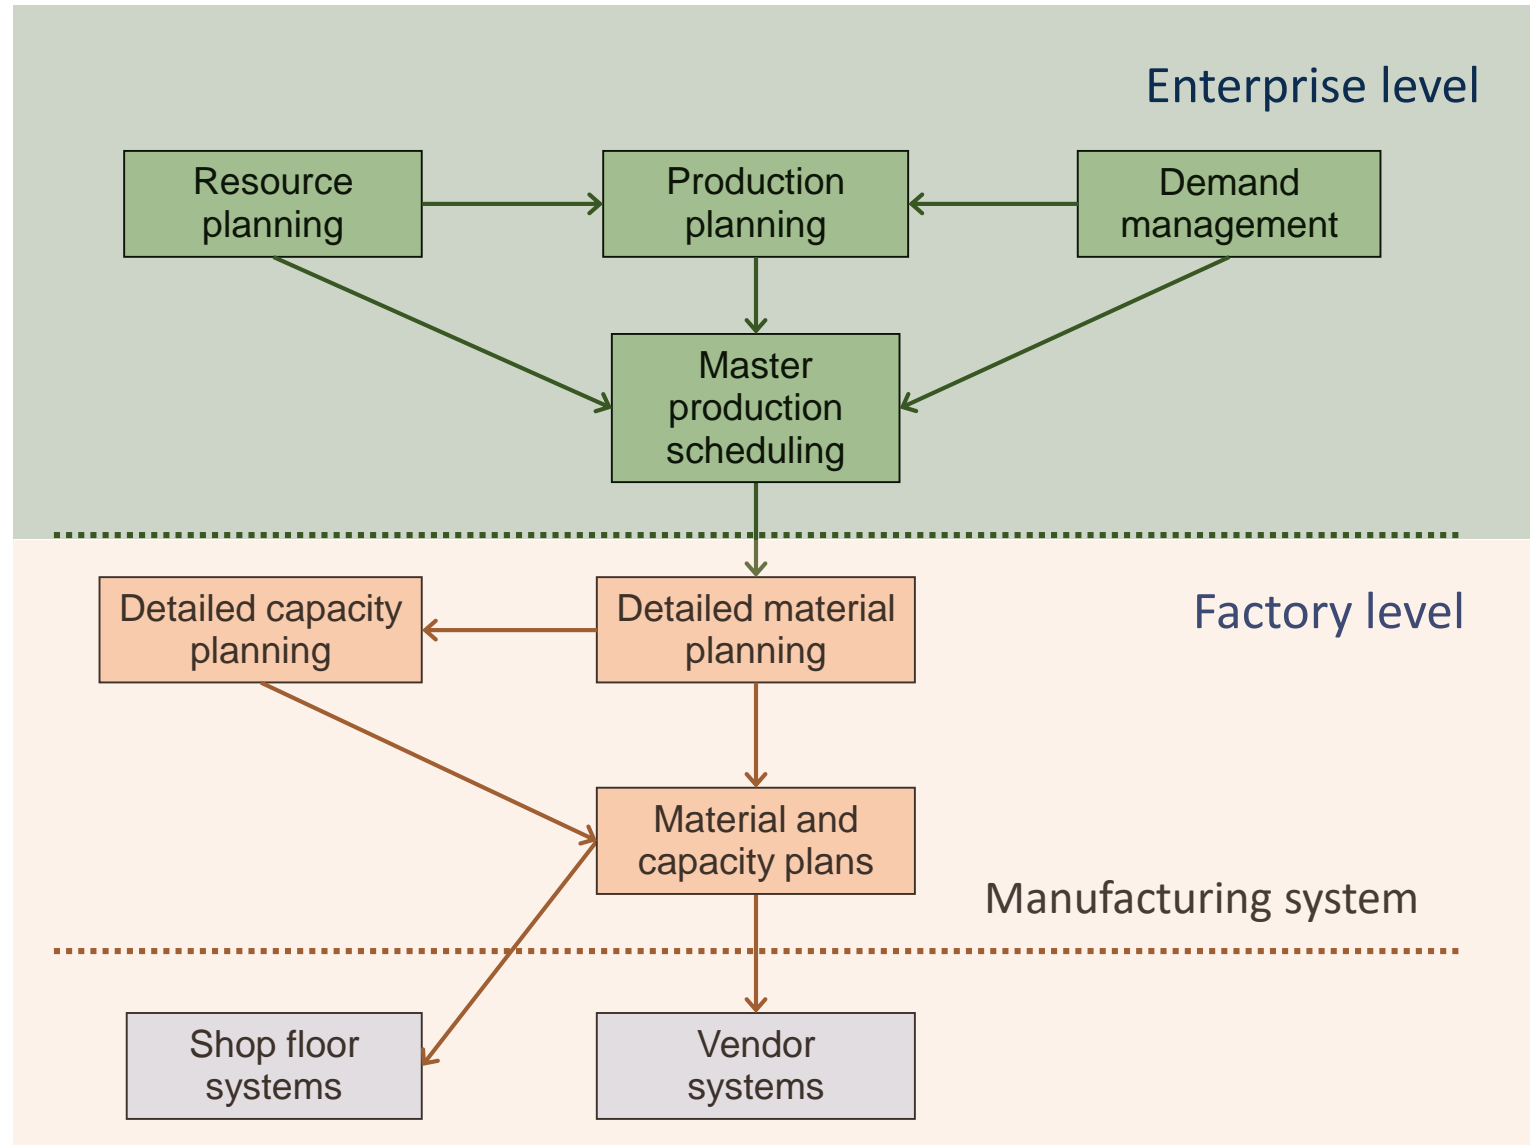 Enterprise level
Resource
planning
Production
planning
Demand
management
Master
production
scheduling
Factory level
Detailed capacity
planning
Detailed material
planning
Material and
capacity plans
Manufacturing system
Shop floor
systems
Vendor
systems